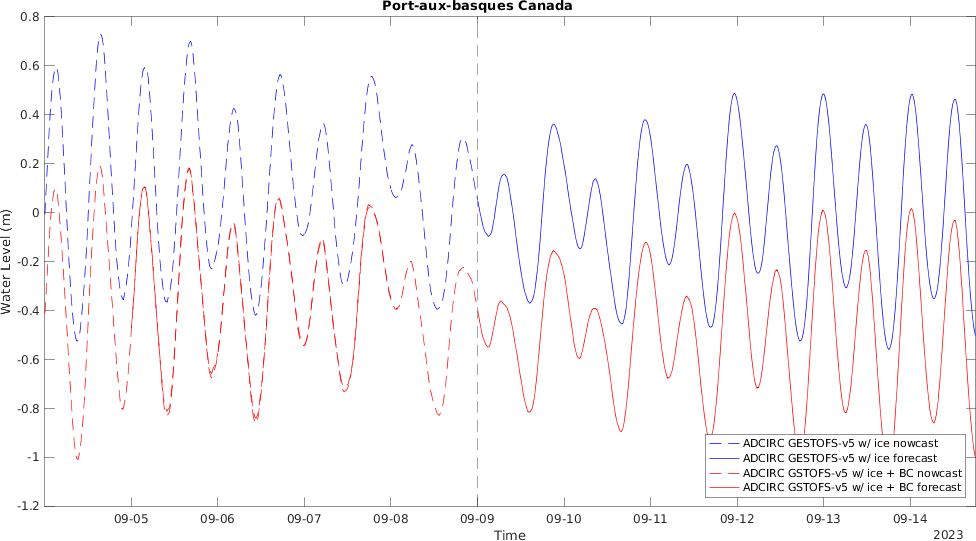 Port-aux-basques Canada
0.8
0.6
0.4
0.2
0
-0.2
-0.4
-0.6
-0.8
-1
-1.2
Water Level (m)
ADCIRC GESTOFS-v5 w/ ice nowcast
ADCIRC GESTOFS-v5 w/ ice forecast
ADCIRC GSTOFS-v5 w/ ice + BC nowcast
ADCIRC GSTOFS-v5 w/ ice + BC forecast
09-05 09-06 09-07 09-08 09-09 09-10 09-11 09-12 09-13 09-14
Time
2023